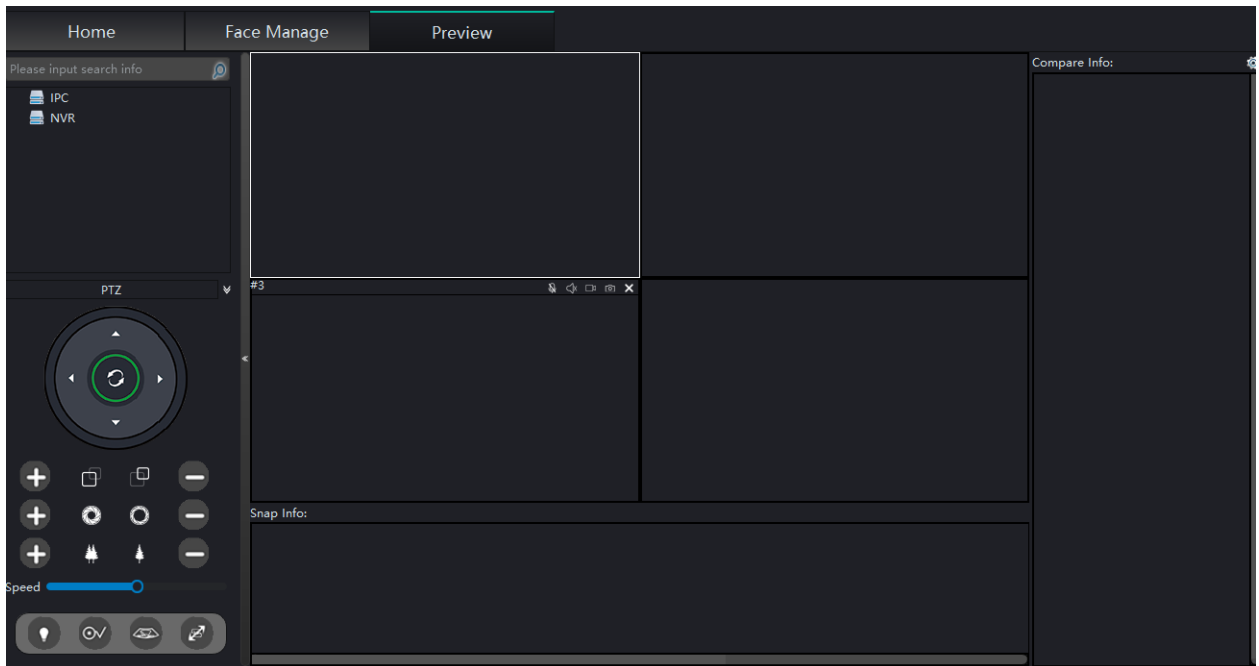 Home
Face Manage
Preview
Please input search info
IPC
NVR
PTZ
Speed
#3
Snap Info:
Compare Info: